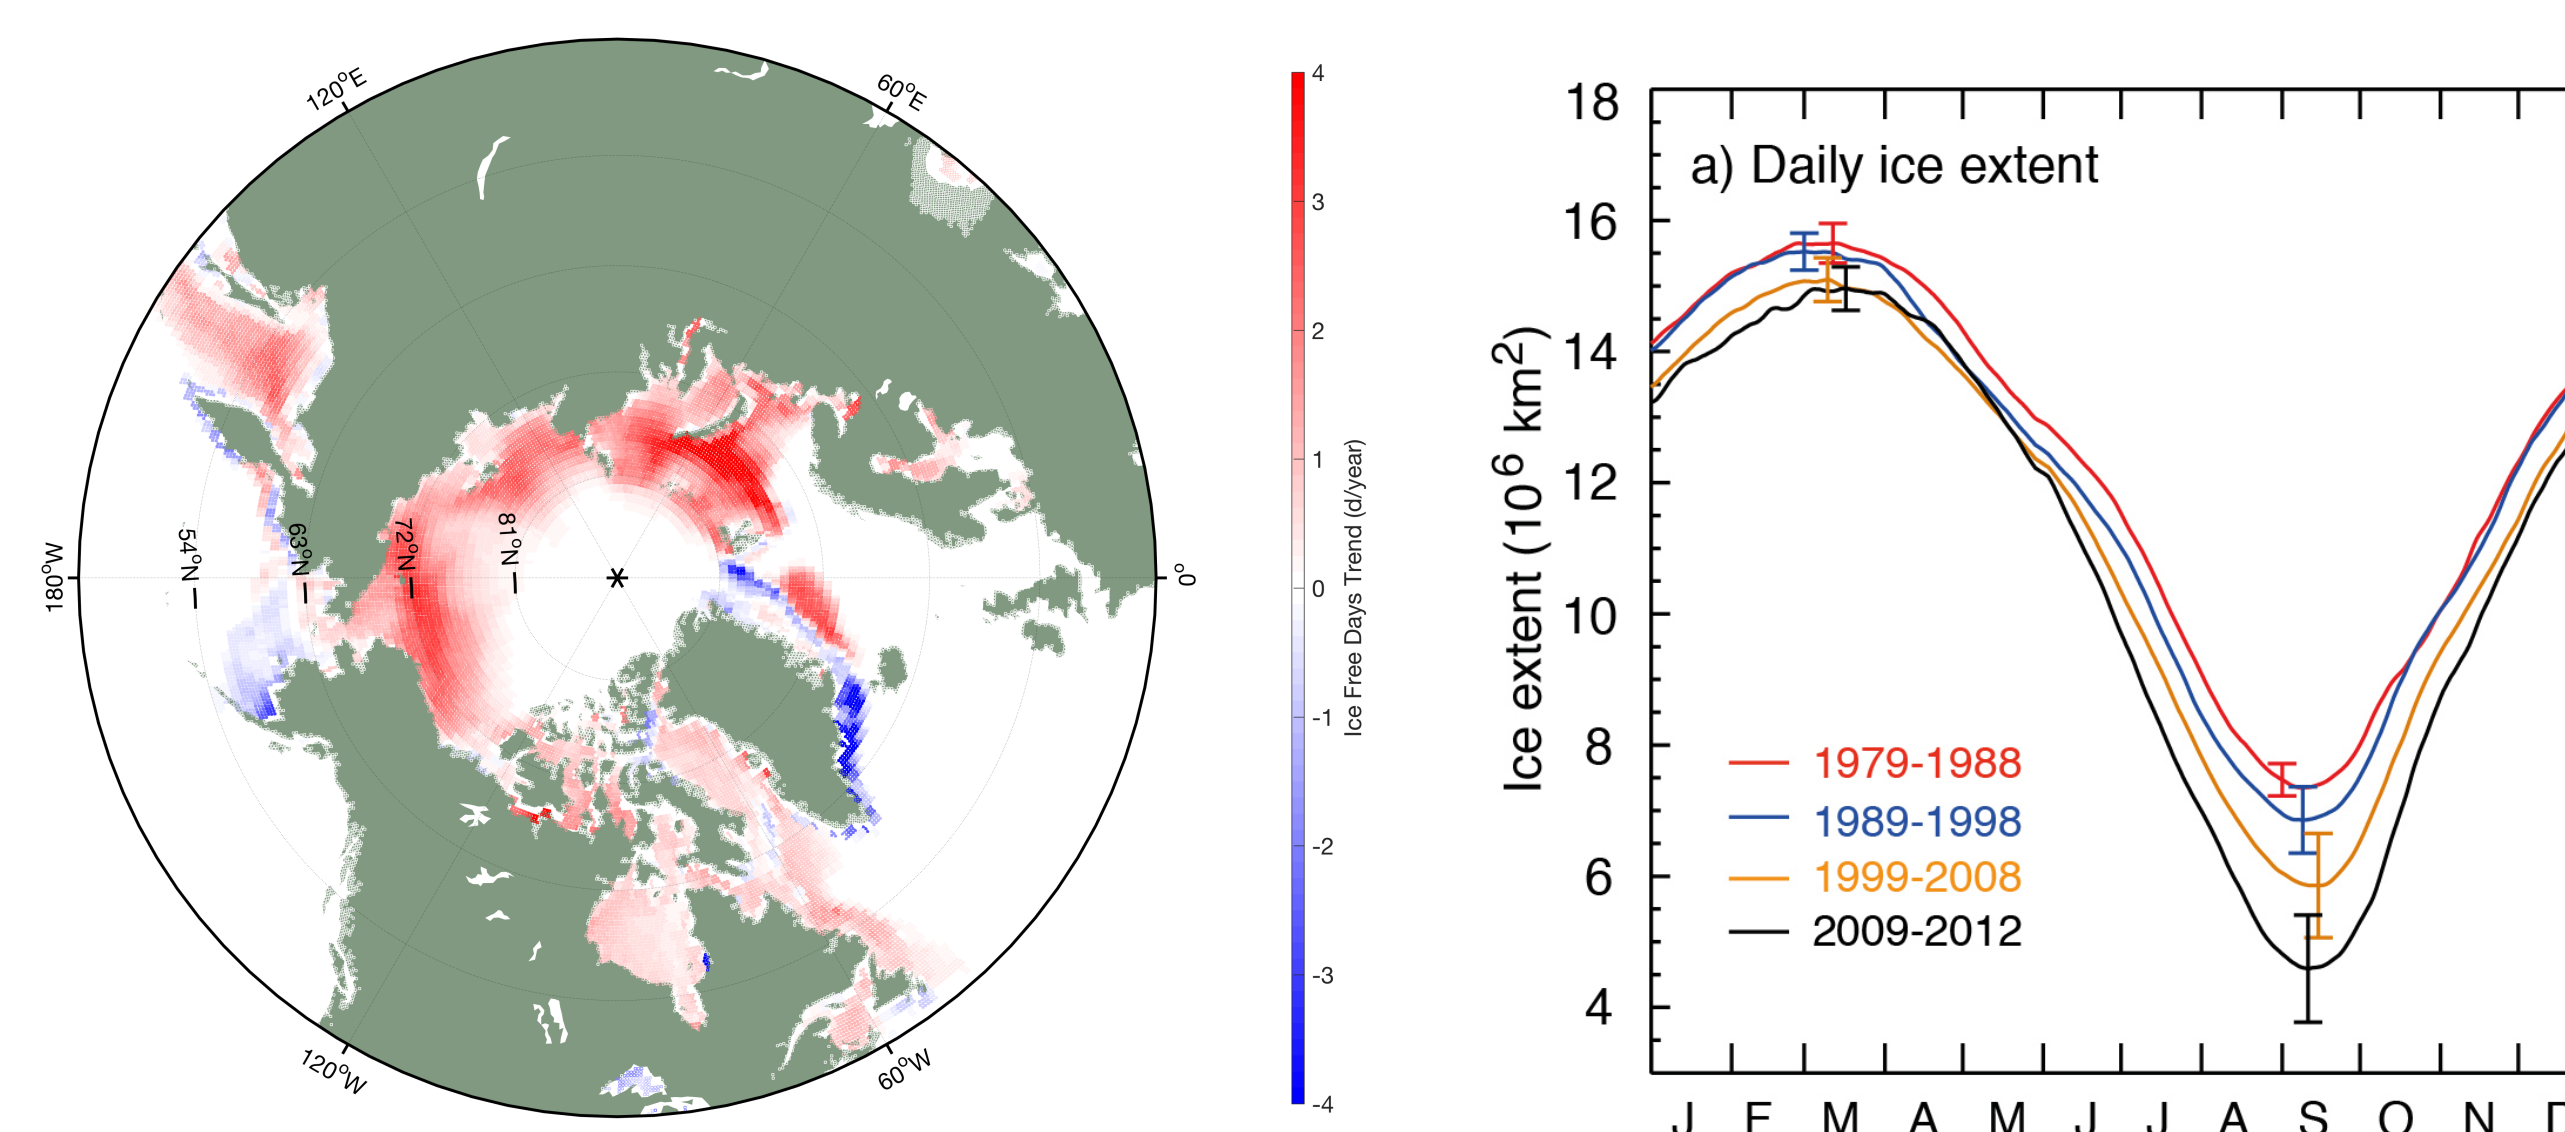 120°E
60°E
180°W
54°N
63°N
72°N
81°N
0°
120°W
60°W
4
3
2
1
0
-1
-2
-3
-4
Ice Free Days Trend (d/year)
18
16
14
12
10
8
6
4
Ice extent (10⁶ km²)
a) Daily ice extent
1979-1988
1989-1998
1999-2008
2009-2012
J F M A M J J A S O N D